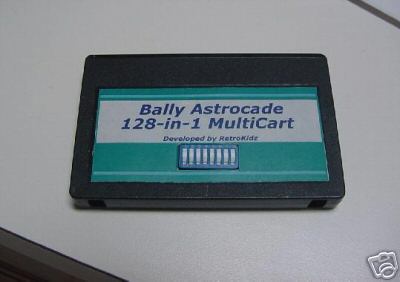 Bally Astrocade
128-in-1 MultiCart
Developed by RetroKidz